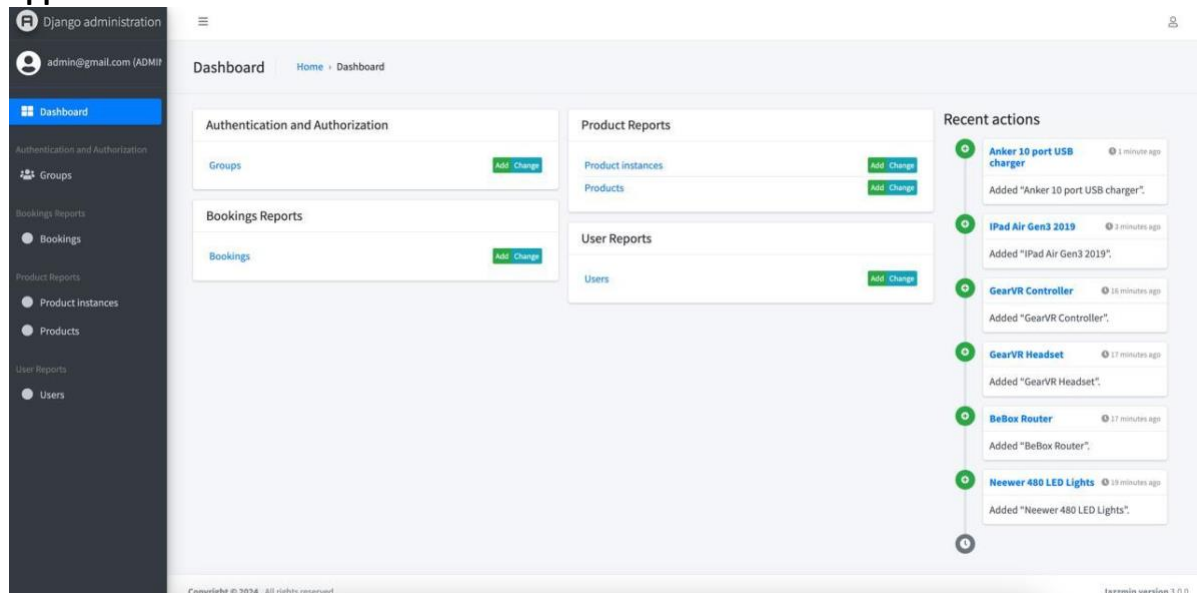 Django administration
admin@gmail.com (ADMI
Dashboard
Authentication and Authorization
Groups
Bookings Reports
Bookings
Product Reports
Product instances
Products
User Reports
Users
Dashboard
Home › Dashboard
Authentication and Authorization
Groups
Add Change
Bookings Reports
Bookings
Add Change
Product Reports
Product instances
Add Change
Products
Add Change
User Reports
Users
Add Change
Recent actions
Anker 10 port USB
charger
1 minute ago
Added “Anker 10 port USB charger”.
IPad Air Gen3 2019
3 minutes ago
Added “IPad Air Gen3 2019”.
GearVR Controller
16 minutes ago
Added “GearVR Controller”.
GearVR Headset
17 minutes ago
Added “GearVR Headset”.
BeBox Router
17 minutes ago
Added “BeBox Router”.
Neewer 480 LED Lights
19 minutes ago
Added “Neewer 480 LED Lights”.
Copyright © 2024 All rights reserved
Jazzmin version 3.0.0